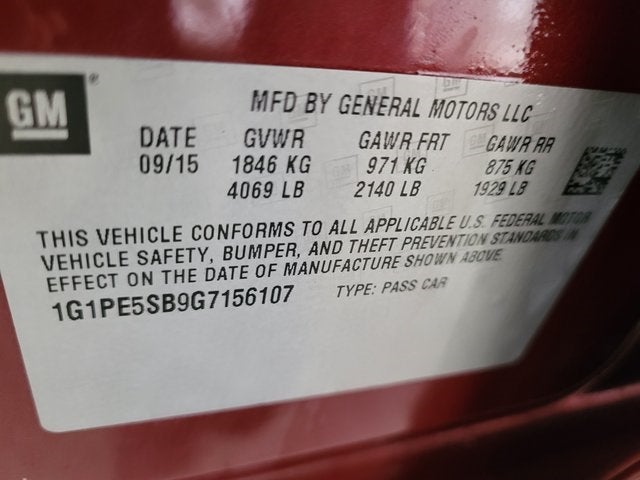 GM ®
MFD BY GENERAL MOTORS LLC
DATE GVWR GAWR FRT GAWR RR
09/15 1846 KG 971 KG 875 KG
4069 LB 2140 LB 1929 LB
THIS VEHICLE CONFORMS TO ALL APPLICABLE U.S. FEDERAL MOTOR
VEHICLE SAFETY, BUMPER, AND THEFT PREVENTION STANDARDS IN
EFFECT ON THE DATE OF MANUFACTURE SHOWN ABOVE.
1G1PE5SB9G7156107 TYPE: PASS CAR